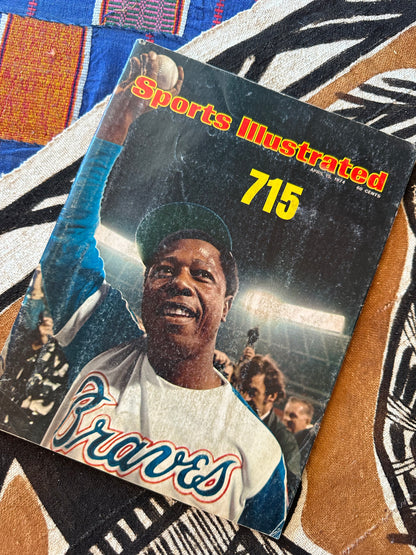 Sports Illustrated
APRIL 15, 1974
60 CENTS
715
Braves